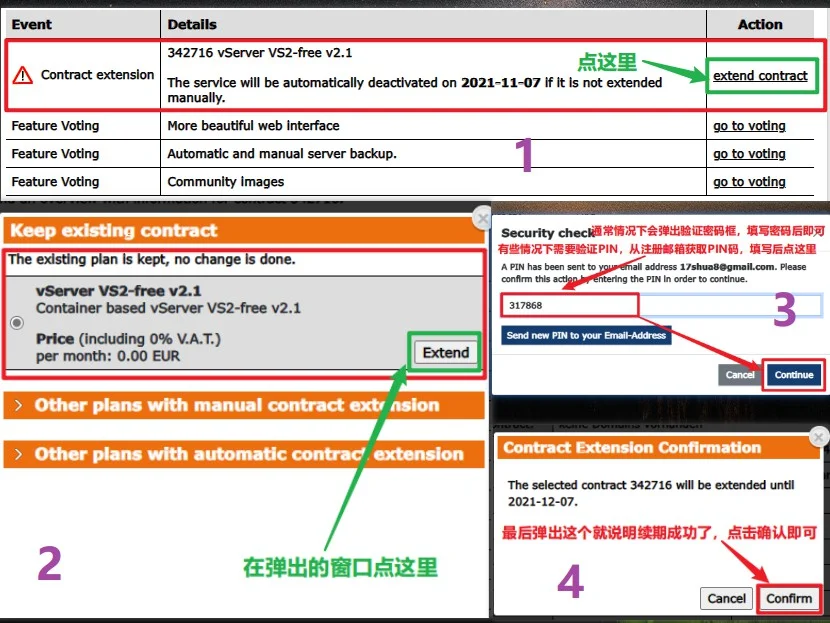 Event Details Action
342716 vServer VS2-free v2.1
点这里
Contract extension
extend contract
The service will be automatically deactivated on 2021-11-07 if it is not extended
manually.
Feature Voting More beautiful web interface go to voting
Feature Voting Automatic and manual server backup. go to voting
1
Feature Voting Community images go to voting
Keep existing contract
The existing plan is kept, no change is done.
vServer VS2-free v2.1
Container based vServer VS2-free v2.1
Price (including 0% V.A.T.)
per month: 0.00 EUR
Extend
Other plans with manual contract extension
Other plans with automatic contract extension
在弹出的窗口点这里
2
Security check
通常情况下会弹出验证密码框，填写密码后即可
有些情况下需要验证PIN，从注册邮箱获取PIN码，填写后点这里
A PIN has been sent to your email address 17shua8@gmail.com. Please
confirm this action by entering the PIN in order to continue.
317868
3
Send new PIN to your Email-Address
Cancel Continue
Contract Extension Confirmation
The selected contract 342716 will be extended until
2021-12-07.
最后弹出这个就说明续期成功了，点击确认即可
4
Cancel Confirm